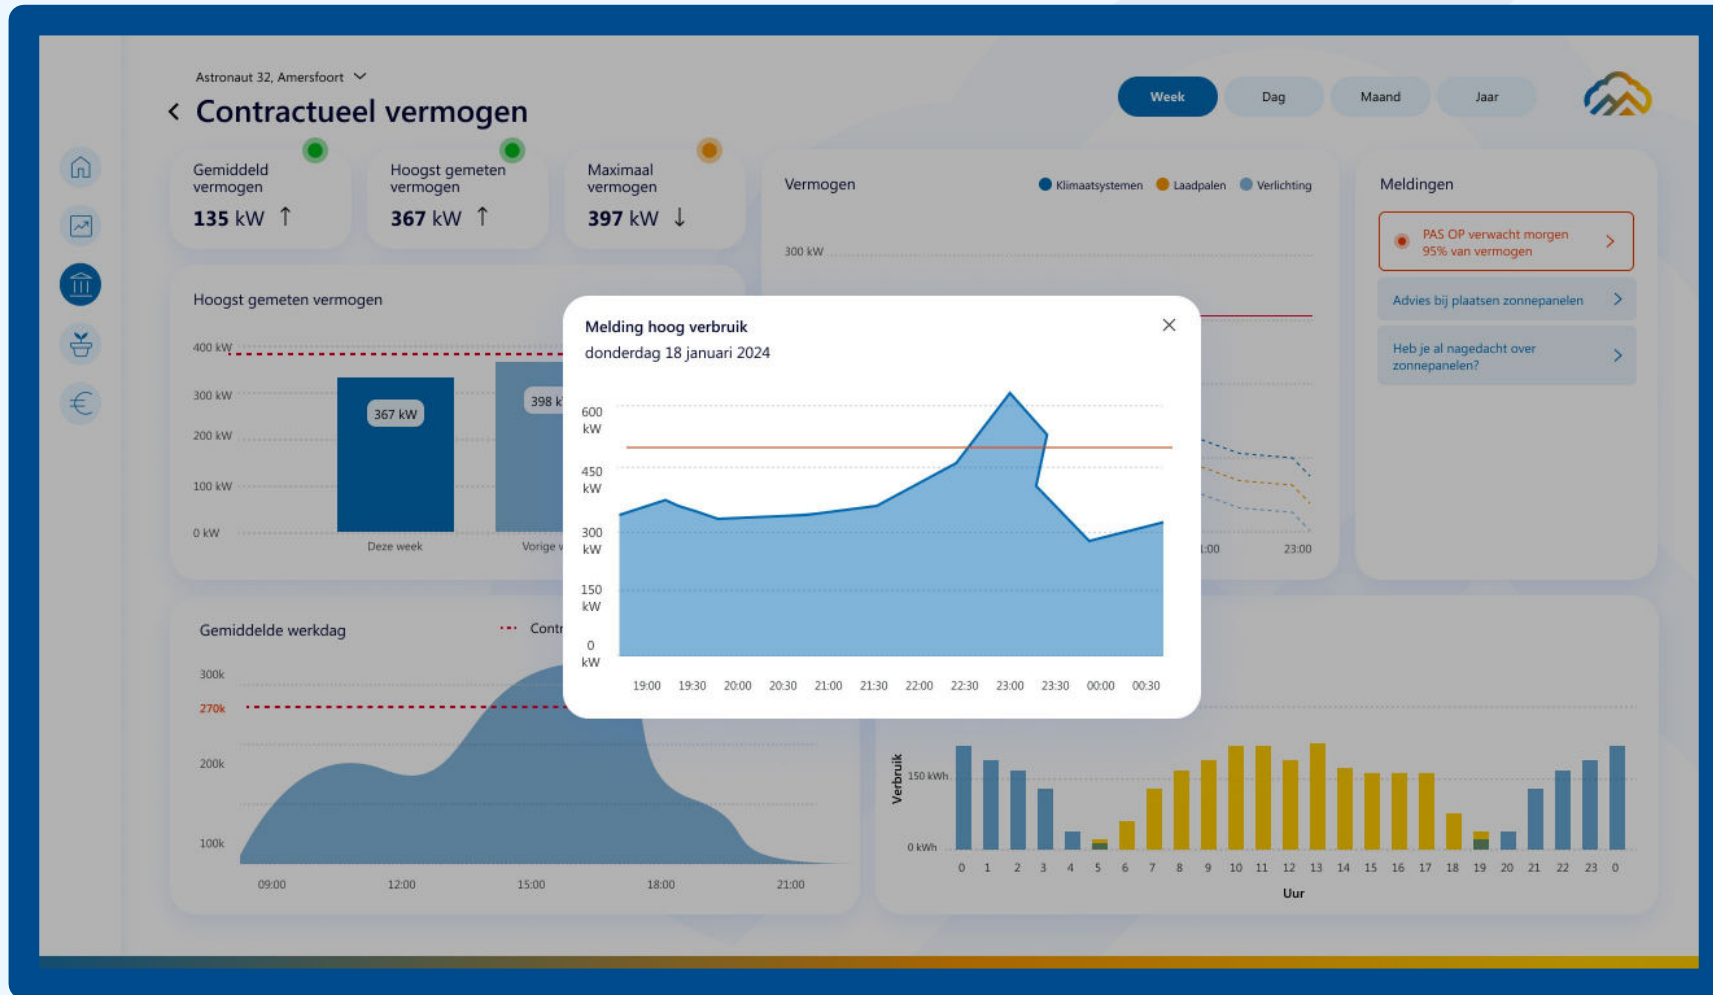 Astronaut 32, Amersfoort
Contractueel vermogen
Week
Dag
Maand
Jaar
Gemiddeld
vermogen
135 kW ↑
Hoogst gemeten
vermogen
367 kW ↑
Maximaal
vermogen
397 kW ↓
Vermogen
Klimaatsystemen
Laadpalen
Verlichting
300 kW
23:00
Meldingen
PAS OP verwacht morgen
95% van vermogen
Advies bij plaatsen zonnepanelen
Heb je al nagedacht over
zonnepanelen?
Hoogst gemeten vermogen
400 kW
300 kW
200 kW
100 kW
0 kW
367 kW
398 k
Deze week
Vorige
Melding hoog verbruik
donderdag 18 januari 2024
600
kW
450
kW
300
kW
150
kW
0
kW
19:00 19:30 20:00 20:30 21:00 21:30 22:00 22:30 23:00 23:30 00:00 00:30
Gemiddelde werkdag
300k
270k
200k
100k
09:00 12:00 15:00 18:00 21:00
Verbruik
150 kWh
0 kWh
0 1 2 3 4 5 6 7 8 9 10 11 12 13 14 15 16 17 18 19 20 21 22 23 0
Uur